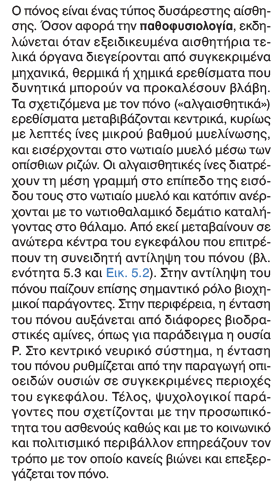 Ο πόνος είναι ένας τύπος δυσάρεστης αίσθη-
σης. Όσον αφορά την παθοφυσιολογία, εκδη-
λώνεται όταν εξειδικευμένα αισθητήρια τε-
λικά όργανα διεγείρονται από συγκεκριμένα
μηχανικά, θερμικά ή χημικά ερεθίσματα που
δυνητικά μπορούν να προκαλέσουν βλάβη.
Τα σχετιζόμενα με τον πόνο («αλγαισθητικά»)
ερεθίσματα μεταβιβάζονται κεντρικά, κυρίως
με λεπτές ίνες μικρού βαθμού μυελίνωσης,
και εισέρχονται στο νωτιαίο μυελό μέσω των
οπίσθιων ριζών. Οι αλγαισθητικές ίνες διατρέ-
χουν τη μέση γραμμή στο επίπεδο της εισό-
δου τους στο νωτιαίο μυελό και κατόπιν ανέρ-
χονται με το νωτιοθαλαμικό δεμάτιο καταλή-
γοντας στο θάλαμο. Από εκεί μεταβαίνουν σε
ανώτερα κέντρα του εγκεφάλου που επιτρέ-
πουν τη συνειδητή αντίληψη του πόνου (βλ.
ενότητα 5.3 και Εικ. 5.2). Στην αντίληψη του
πόνου παίζουν επίσης σημαντικό ρόλο βιοχη-
μικοί παράγοντες. Στην περιφέρεια, η ένταση
του πόνου αυξάνεται από διάφορες βιοδρα-
στικές αμίνες, όπως για παράδειγμα η ουσία
P. Στο κεντρικό νευρικό σύστημα, η ένταση
του πόνου ρυθμίζεται από την παραγωγή οπι-
οειδών ουσιών σε συγκεκριμένες περιοχές
του εγκεφάλου. Τέλος, ψυχολογικοί παρά-
γοντες που σχετίζονται με την προσωπικό-
τητα του ασθενούς καθώς και με το κοινωνικό
και πολιτισμικό περιβάλλον επηρεάζουν τον
τρόπο με τον οποίο κανείς βιώνει και επεξερ-
γάζεται τον πόνο.